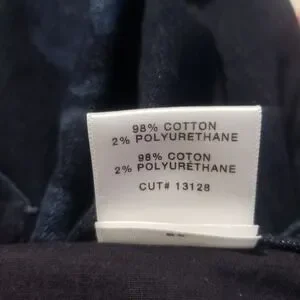 98% COTTON
2% POLYURETHANE
98% COTON
2% POLYURÉTHANE
CUT# 13128